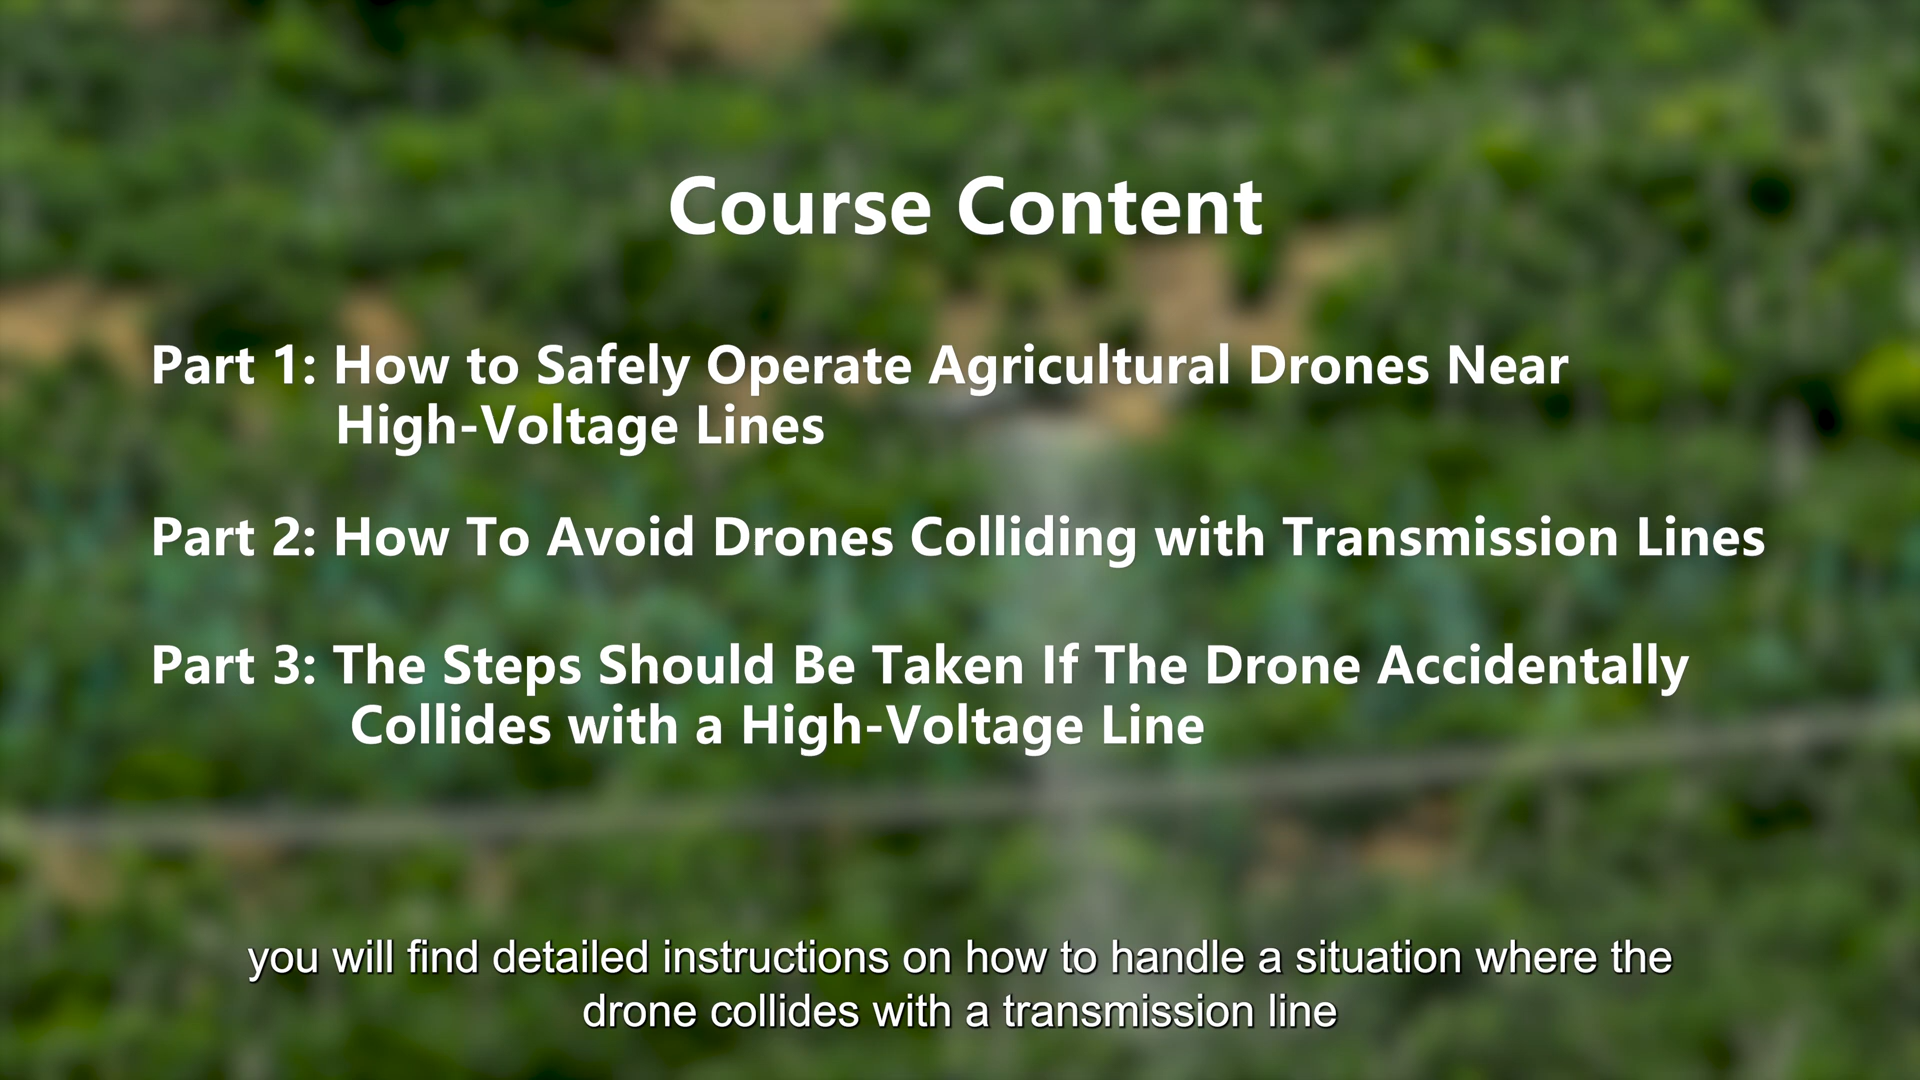 Course Content
Part 1: How to Safely Operate Agricultural Drones Near
High-Voltage Lines
Part 2: How To Avoid Drones Colliding with Transmission Lines
Part 3: The Steps Should Be Taken If The Drone Accidentally
Collides with a High-Voltage Line
you will find detailed instructions on how to handle a situation where the
drone collides with a transmission line